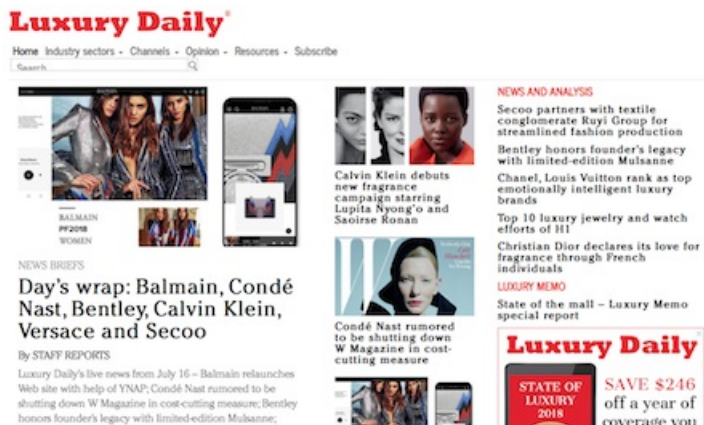 Luxury Daily
Home Industry sectors Channels Opinion Resources Subscribe
Search
BALMAIN
PF2018
WOMEN
NEWS BRIEFS
Day's wrap: Balmain, Condé
Nast, Bentley, Calvin Klein,
Versace and Secoo
By STAFF REPORTS
Luxury Daily's live news from July 16 – Balmain relaunches
Web site with help of YNAP; Condé Nast rumored to be
shutting down W Magazine in cost-cutting measure; Bentley
honors founder's legacy with limited-edition Mulsanne;
Calvin Klein debuts
new fragrance
campaign starring
Lupita Nyong'o and
Saoirse Ronan
W
Condé Nast rumored
to be shutting down
W Magazine in cost-
cutting measure
NEWS AND ANALYSIS
Secoo partners with textile
conglomerate Ruyi Group for
streamlined fashion production
Bentley honors founder's legacy
with limited-edition Mulsanne
Chanel, Louis Vuitton rank as top
emotionally intelligent luxury
brands
Top 10 luxury jewelry and watch
efforts of H1
Christian Dior declares its love for
fragrance through French
individuals
LUXURY MEMO
State of the mall – Luxury Memo
special report
Luxury Daily
STATE OF
LUXURY
2018
SAVE $246
off a year of
coverage you